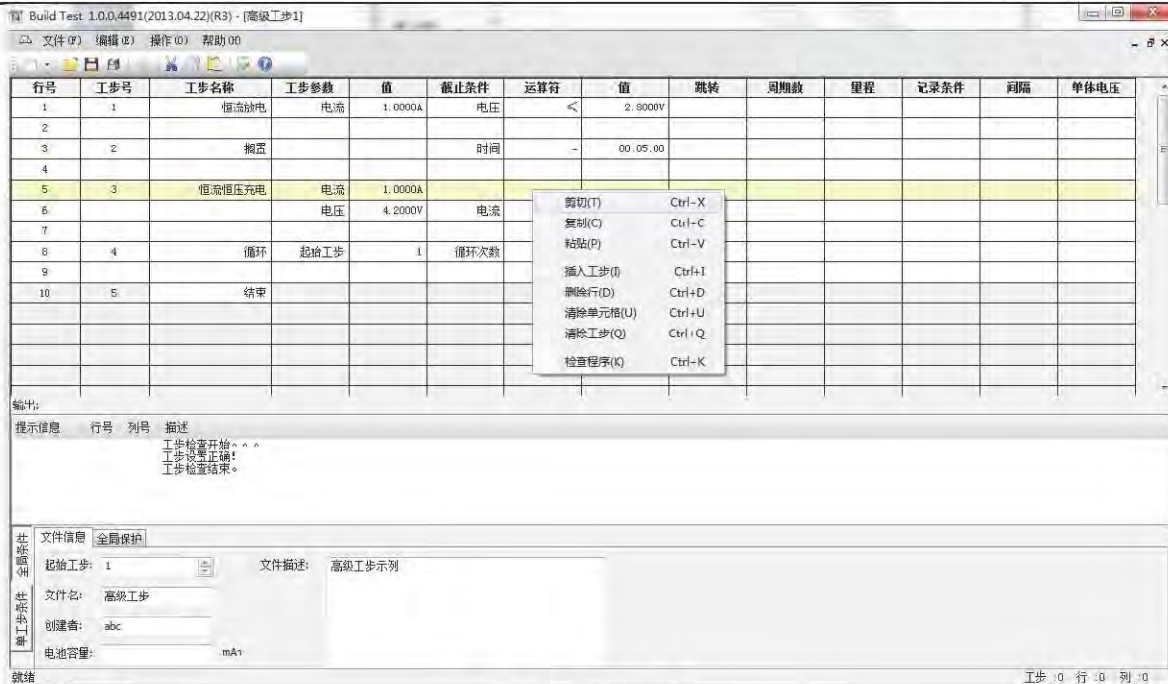 Build Test 1.0.0.4491(2013.04.22)(R3) - [高级工步1]
文件(F) 编辑(E) 操作(O) 帮助(H)
行号 工步号 工步名称 工步参数 值 截止条件 运算符 值 跳转 周期数 量程 记录条件 间隔 单体电压
1 1 恒流放电 电流 1.0000A 电压 ≤ 2.8000V
2
3 2 搁置 时间 - 00.05.00
4
5 3 恒流恒压充电 电流 1.0000A
6 电压 4.2000V 电流
7
8 4 循环 起始工步 1 循环次数
9
10 5 结束
剪切(T) Ctrl-X
复制(C) Ctrl-C
粘贴(P) Ctrl-V
插入工步(I) Ctrl+I
删除行(D) Ctrl+D
清除单元格(U) Ctrl+U
清除工步(Q) Ctrl+Q
检查程序(K) Ctrl-K
输出:
提示信息 行号 列号 描述
工步检查开始。。。
工步设置正确!
工步检查结束。
全局条件
单工步条件
文件信息 全局保护
起始工步: 1 文件描述: 高级工步示列
文件名: 高级工步
创建者: abc
电池容量: mAh
就绪 工步 :0 行 :0 列 :0